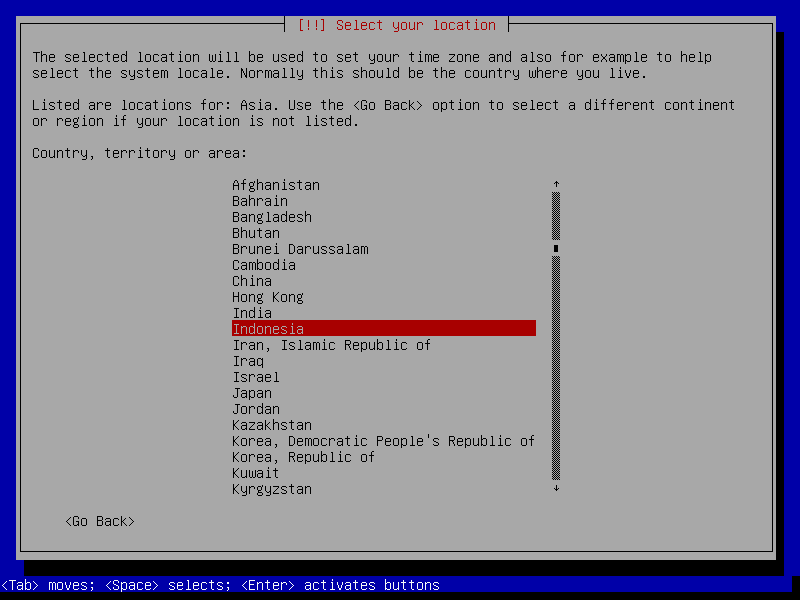 [!!] Select your location
The selected location will be used to set your time zone and also for example to help
select the system locale. Normally this should be the country where you live.
Listed are locations for: Asia. Use the <Go Back> option to select a different continent
or region if your location is not listed.
Country, territory or area:
Afghanistan
Bahrain
Bangladesh
Bhutan
Brunei Darussalam
Cambodia
China
Hong Kong
India
Indonesia
Iran, Islamic Republic of
Iraq
Israel
Japan
Jordan
Kazakhstan
Korea, Democratic People's Republic of
Korea, Republic of
Kuwait
Kyrgyzstan
<Go Back>
<Tab> moves; <Space> selects; <Enter> activates buttons